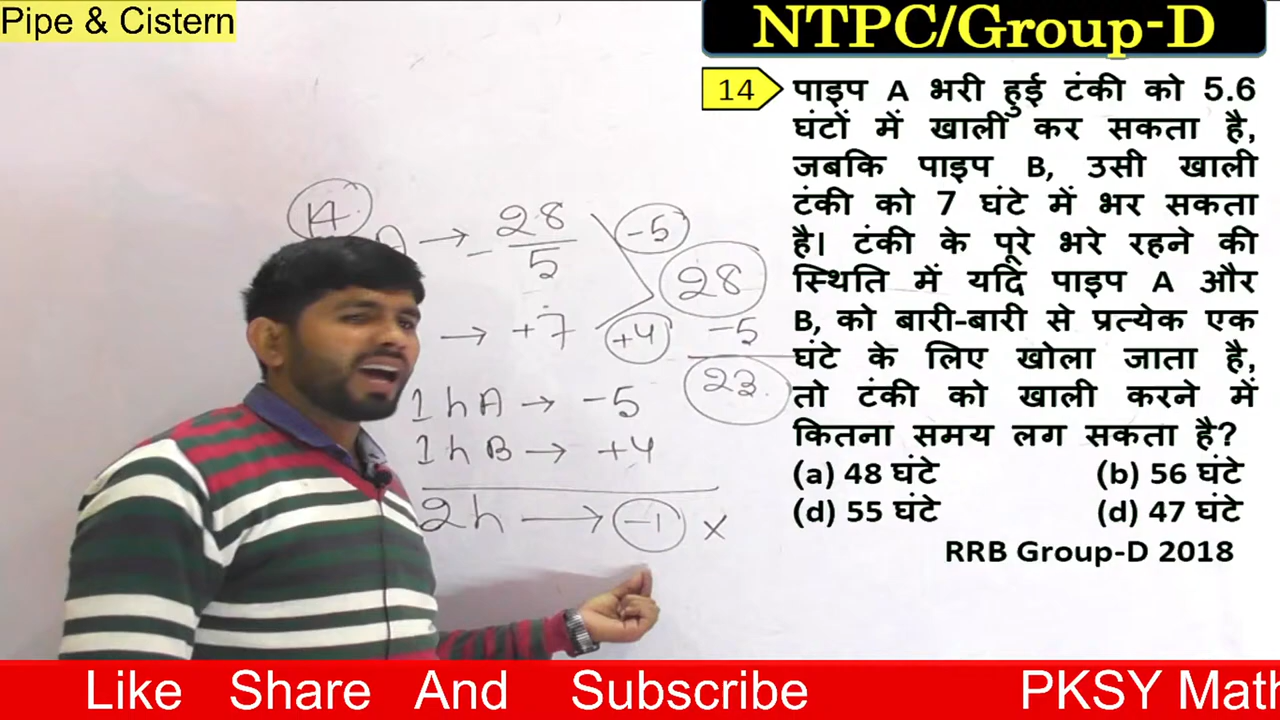 Pipe & Cistern
NTPC/Group-D
14 पाइप A भरी हुई टंकी को 5.6
घंटों में खाली कर सकता है,
जबकि पाइप B, उसी खाली
टंकी को 7 घंटे में भर सकता
है। टंकी के पूरे भरे रहने की
स्थिति में यदि पाइप A और
B, को बारी-बारी से प्रत्येक एक
घंटे के लिए खोला जाता है,
तो टंकी को खाली करने में
कितना समय लग सकता है?
(a) 48 घंटे (b) 56 घंटे
(d) 55 घंटे (d) 47 घंटे
RRB Group-D 2018
14
A → - 28/5 -5
28
→ +7 +4 -5
23
1 h A → -5
1 h B → +4
2h → -1 ×
Like Share And Subscribe PKSY Math